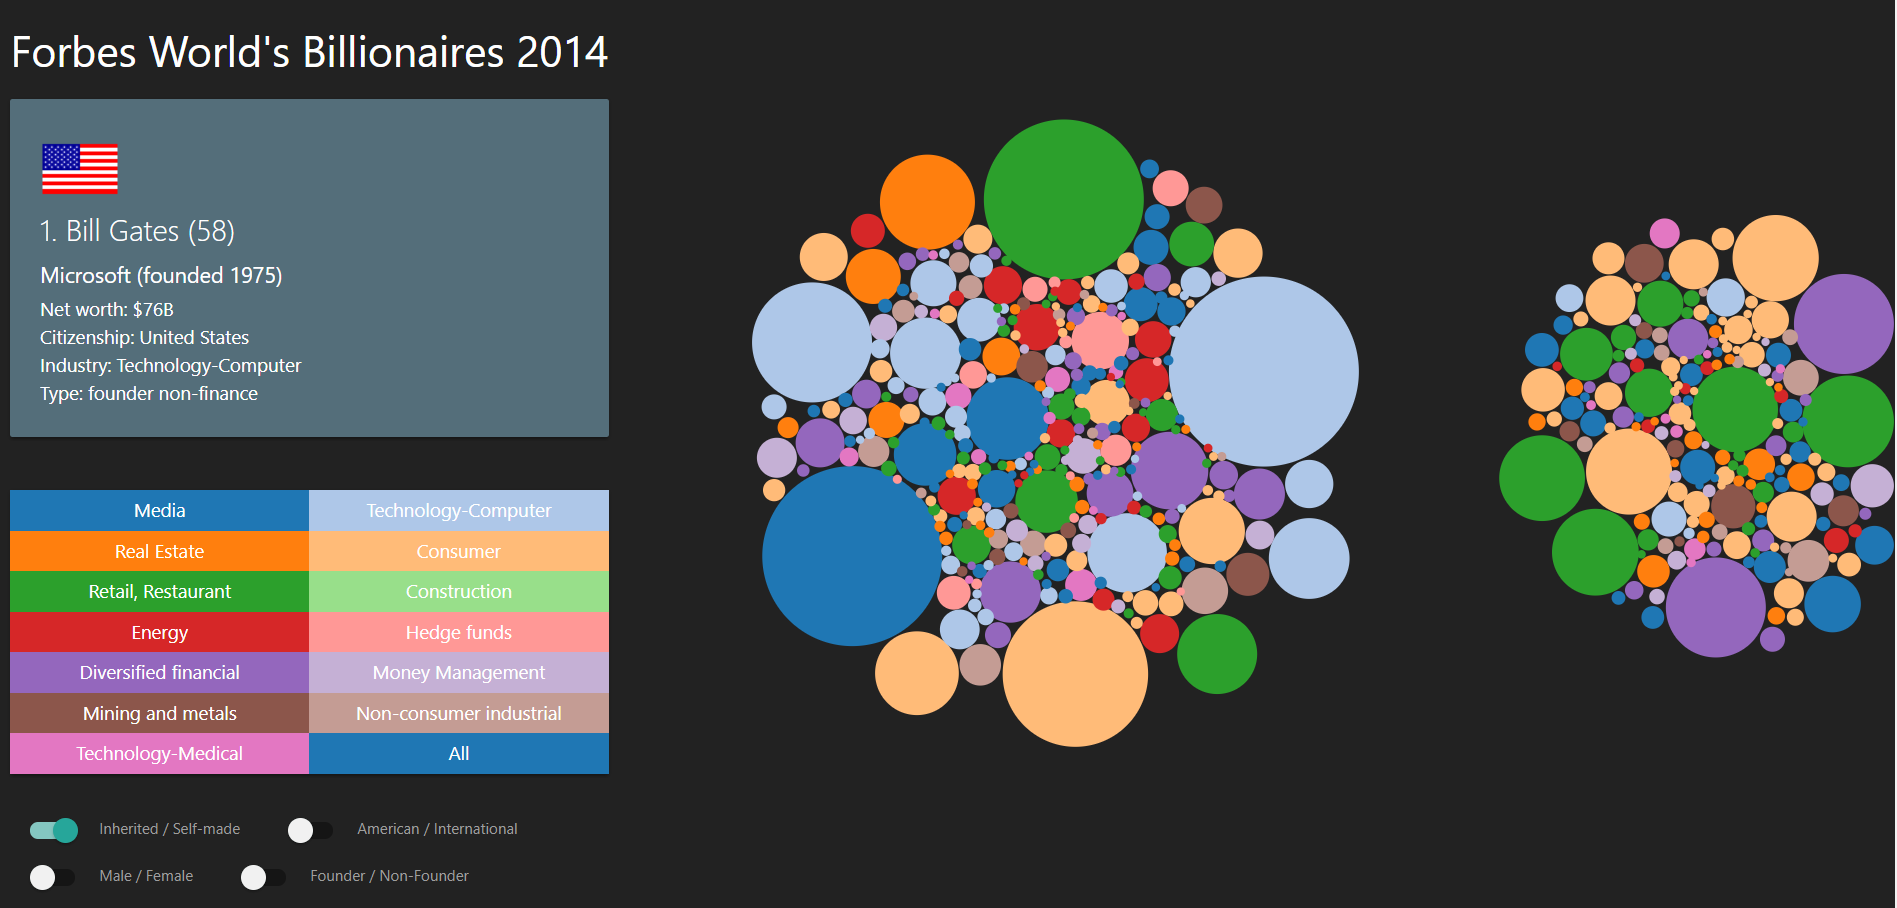 Forbes World's Billionaires 2014
1. Bill Gates (58)
Microsoft (founded 1975)
Net worth: $76B
Citizenship: United States
Industry: Technology-Computer
Type: founder non-finance
Media
Technology-Computer
Real Estate
Consumer
Retail, Restaurant
Construction
Energy
Hedge funds
Diversified financial
Money Management
Mining and metals
Non-consumer industrial
Technology-Medical
All
Inherited / Self-made
American / International
Male / Female
Founder / Non-Founder